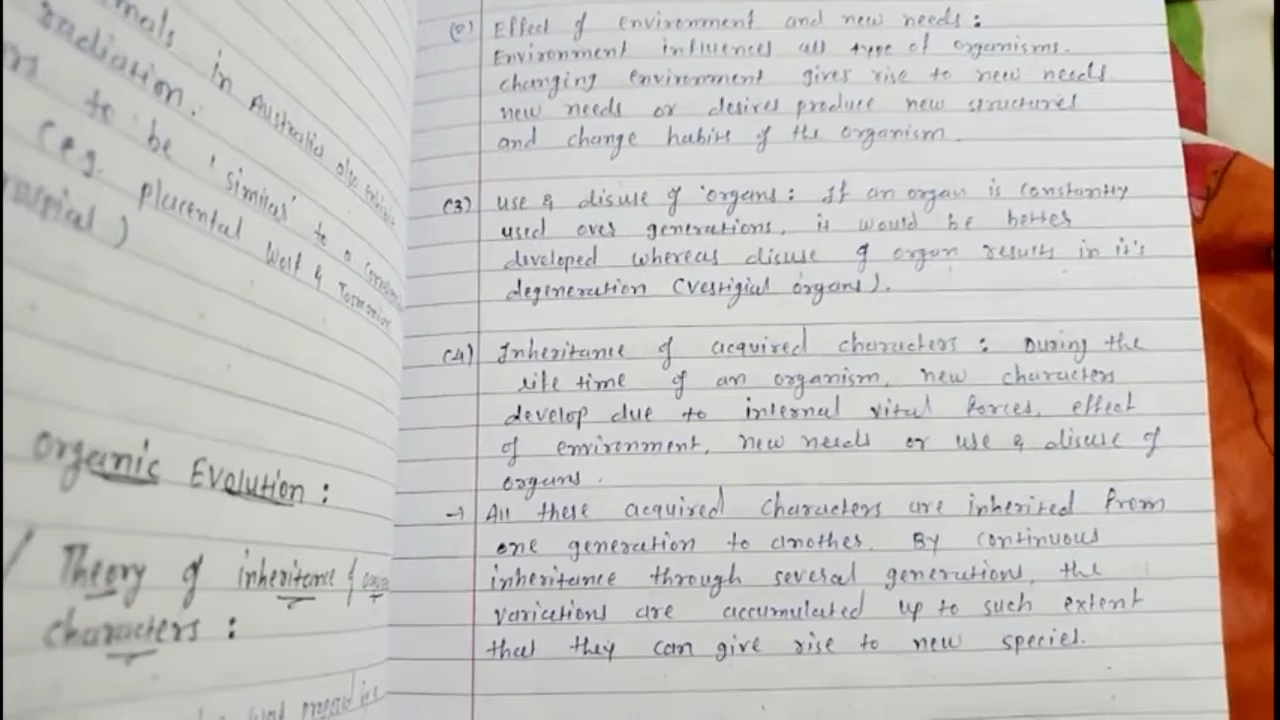 mals in Australia also exhibit
radiation.
to be 'similar' to a
(eg. placental Wolf & Tasmanian
)
Organic Evolution :
Theory of inheritance of
characters :
(2) Effect of environment and new needs :
Environment influences all type of organisms.
changing environment gives rise to new needs.
new needs or desires produce new structures
and change habits of the organism.
(3) use & disuse of organs : If an organ is constantly
used over generations, it would be better
developed whereas disuse of organ results in it's
degeneration (vestigial organs).
(4) Inheritance of acquired characters : During the
life time of an organism, new characters
develop due to internal vital forces, effect
of environment, new needs or use & disuse of
organs.
→ All these acquired characters are inherited from
one generation to another. By continuous
inheritance through several generations, the
variations are accumulated up to such extent
that they can give rise to new species.